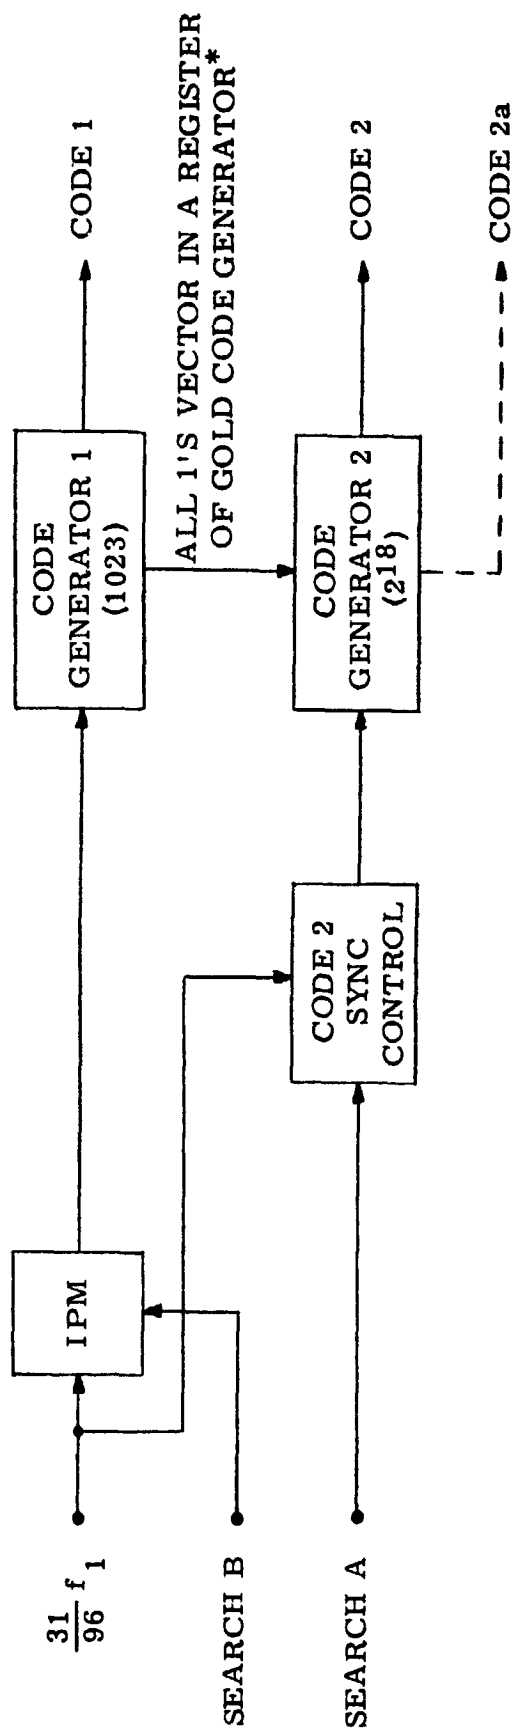 31
96
f
1
SEARCH B
SEARCH A
IPM
CODE 2
SYNC
CONTROL
CODE
GENERATOR 1
(1023)
ALL 1'S VECTOR IN A REGISTER
OF GOLD CODE GENERATOR*
CODE
GENERATOR 2
(2^18)
CODE 1
CODE 2
CODE 2a